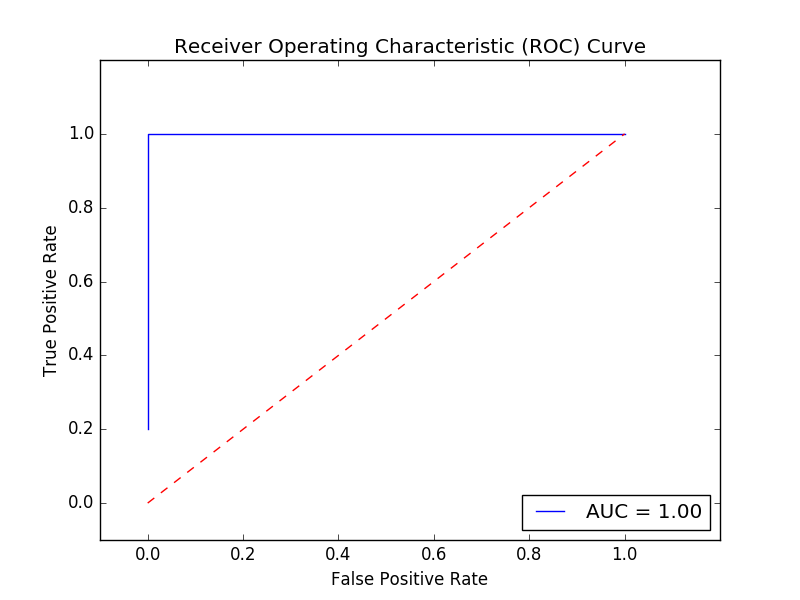 Receiver Operating Characteristic (ROC) Curve
1.0
0.8
0.6
0.4
0.2
0.0
True Positive Rate
AUC = 1.00
0.0 0.2 0.4 0.6 0.8 1.0
False Positive Rate